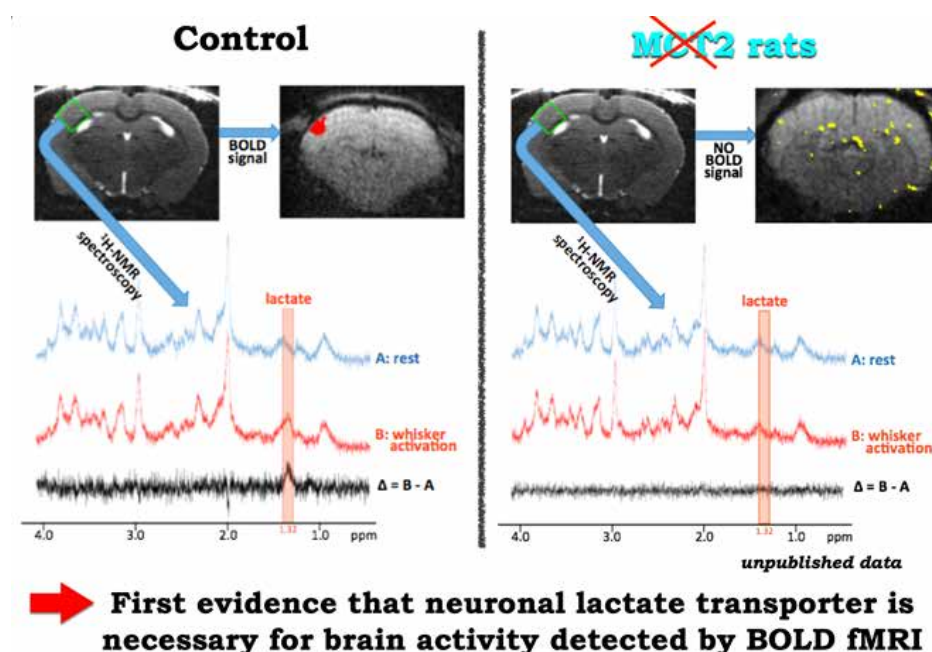 Control
MCT2 rats
BOLD
signal
NO
BOLD
signal
¹H-NMR
spectroscopy
¹H-NMR
spectroscopy
lactate
lactate
A: rest
A: rest
B: whisker
activation
B: whisker
activation
Δ = B - A
Δ = B - A
4.0 3.0 2.0 1.32 1.0 ppm
4.0 3.0 2.0 1.32 1.0 ppm
unpublished data
First evidence that neuronal lactate transporter is
necessary for brain activity detected by BOLD fMRI